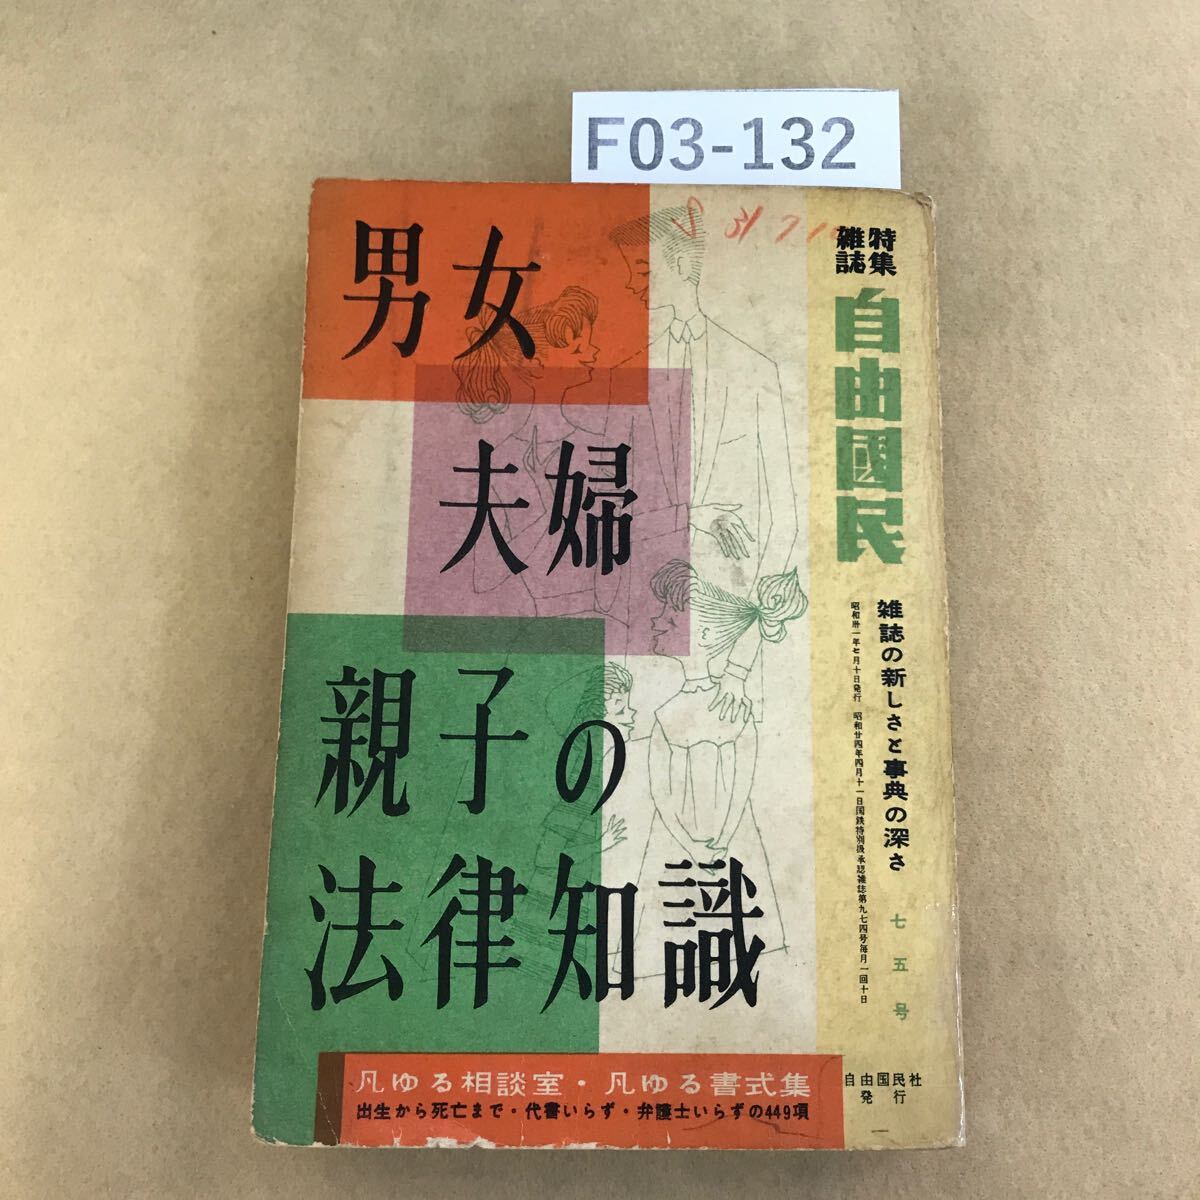 F03-132
S 31 7 10
特集
雑誌
自由國民
雑誌の新しさと事典の深さ
七五号
昭和卅一年七月十日発行 昭和廿四年四月十一日国鉄特別扱承認雑誌第九七四号毎月一回十日
男女
夫婦
親子の
法律知識
凡ゆる相談室・凡ゆる書式集
出生から死亡まで・代書いらず・弁護士いらずの449項
自由国民社
発行